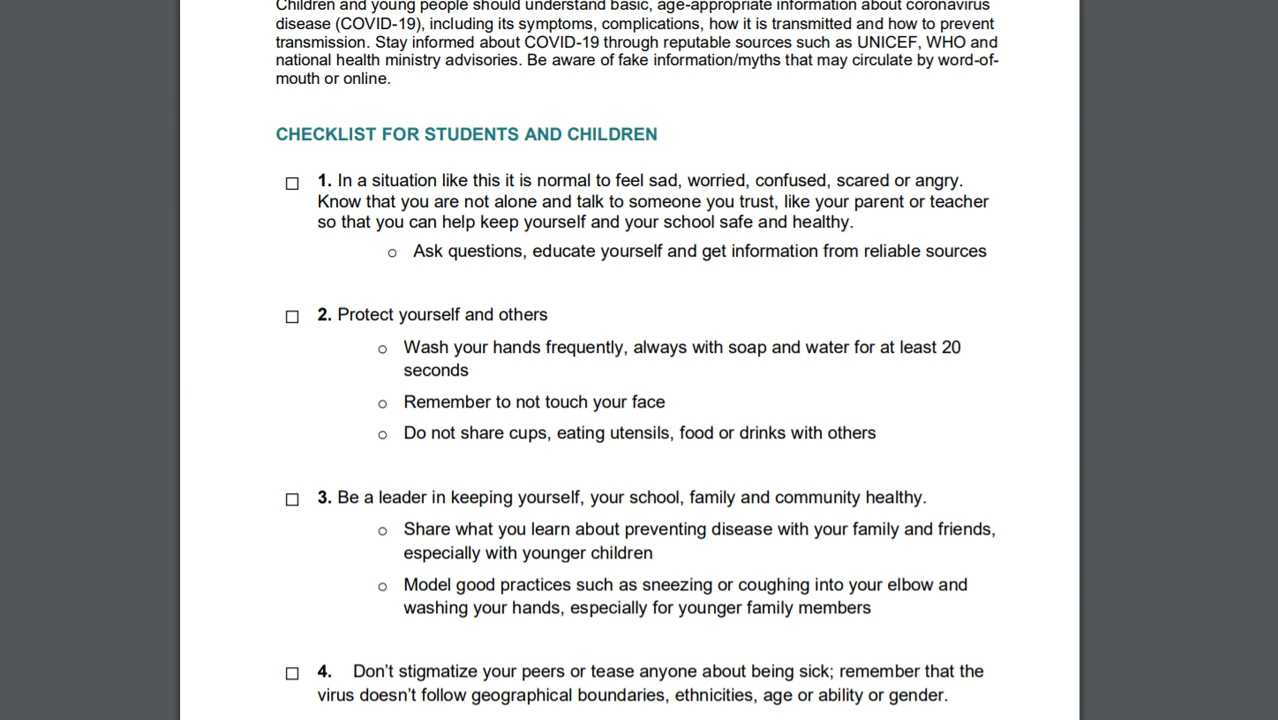 Children and young people should understand basic, age-appropriate information about coronavirus
disease (COVID-19), including its symptoms, complications, how it is transmitted and how to prevent
transmission. Stay informed about COVID-19 through reputable sources such as UNICEF, WHO and
national health ministry advisories. Be aware of fake information/myths that may circulate by word-of-
mouth or online.
CHECKLIST FOR STUDENTS AND CHILDREN
1. In a situation like this it is normal to feel sad, worried, confused, scared or angry.
Know that you are not alone and talk to someone you trust, like your parent or teacher
so that you can help keep yourself and your school safe and healthy.
o Ask questions, educate yourself and get information from reliable sources
2. Protect yourself and others
o Wash your hands frequently, always with soap and water for at least 20
seconds
o Remember to not touch your face
o Do not share cups, eating utensils, food or drinks with others
3. Be a leader in keeping yourself, your school, family and community healthy.
o Share what you learn about preventing disease with your family and friends,
especially with younger children
o Model good practices such as sneezing or coughing into your elbow and
washing your hands, especially for younger family members
4. Don't stigmatize your peers or tease anyone about being sick; remember that the
virus doesn't follow geographical boundaries, ethnicities, age or ability or gender.